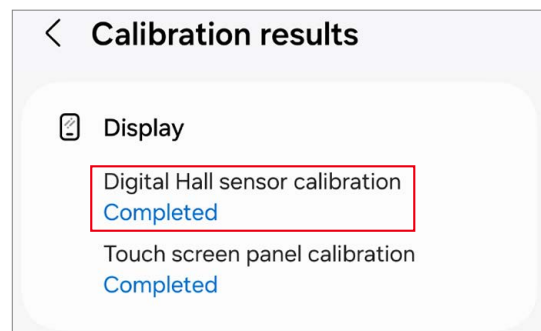 Calibration results
Display
Digital Hall sensor calibration
Completed
Touch screen panel calibration
Completed